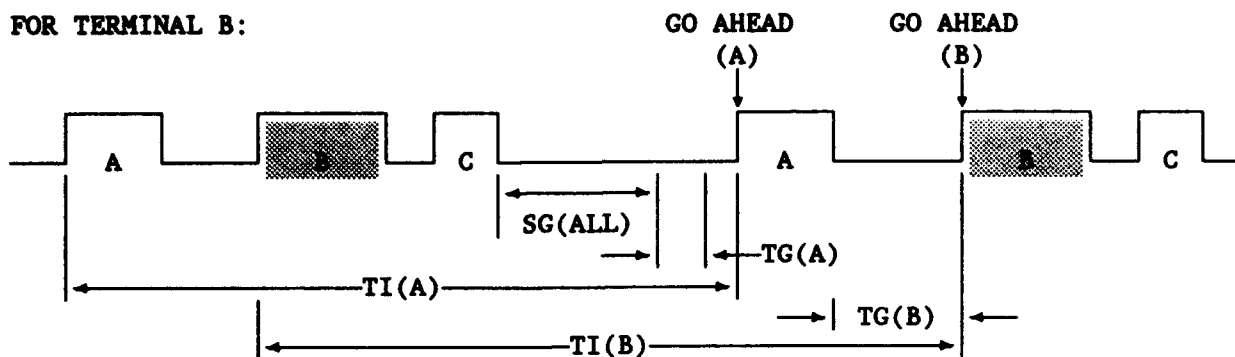 FOR TERMINAL B:
GO AHEAD
(A)
GO AHEAD
(B)
A
B
C
A
B
C
SG(ALL)
TG(A)
TI(A)
TG(B)
TI(B)